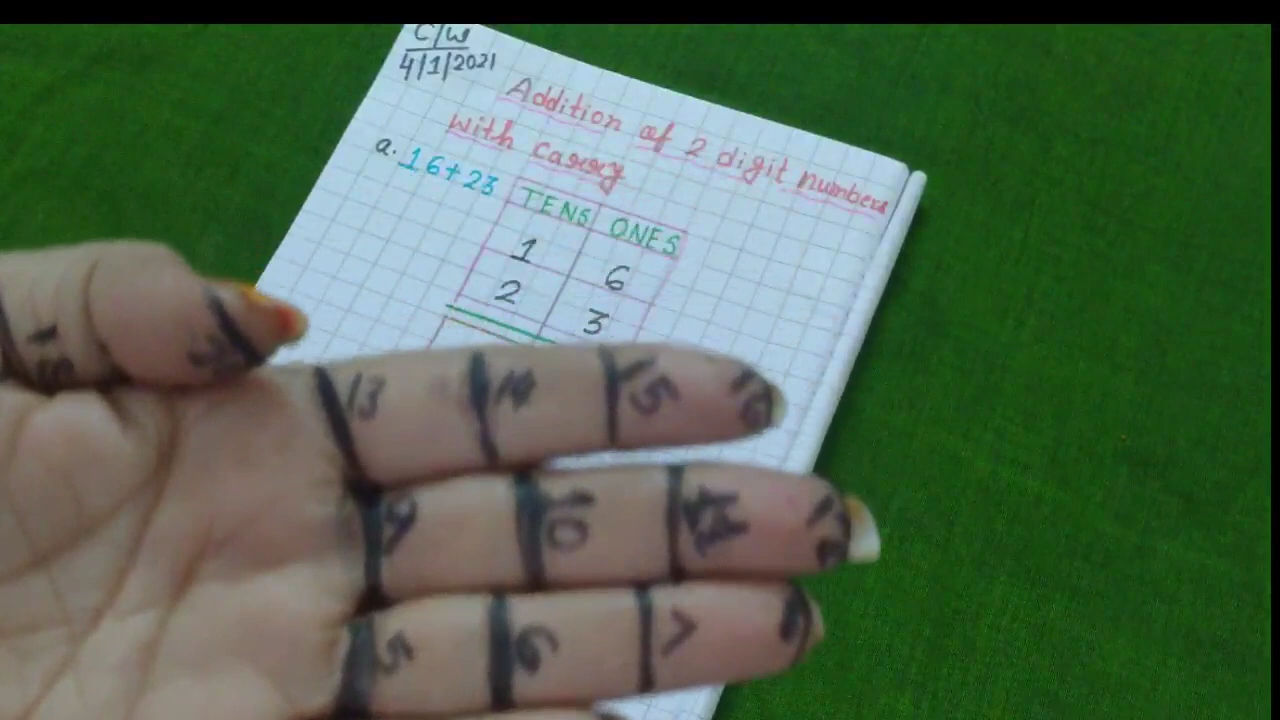 C/W
4/1/2021
Addition of 2 digit numbers
with carry
a. 16+23
TENS ONES
1 6
2 3
13 14 15 16
9 10 11 12
5 6 7 8